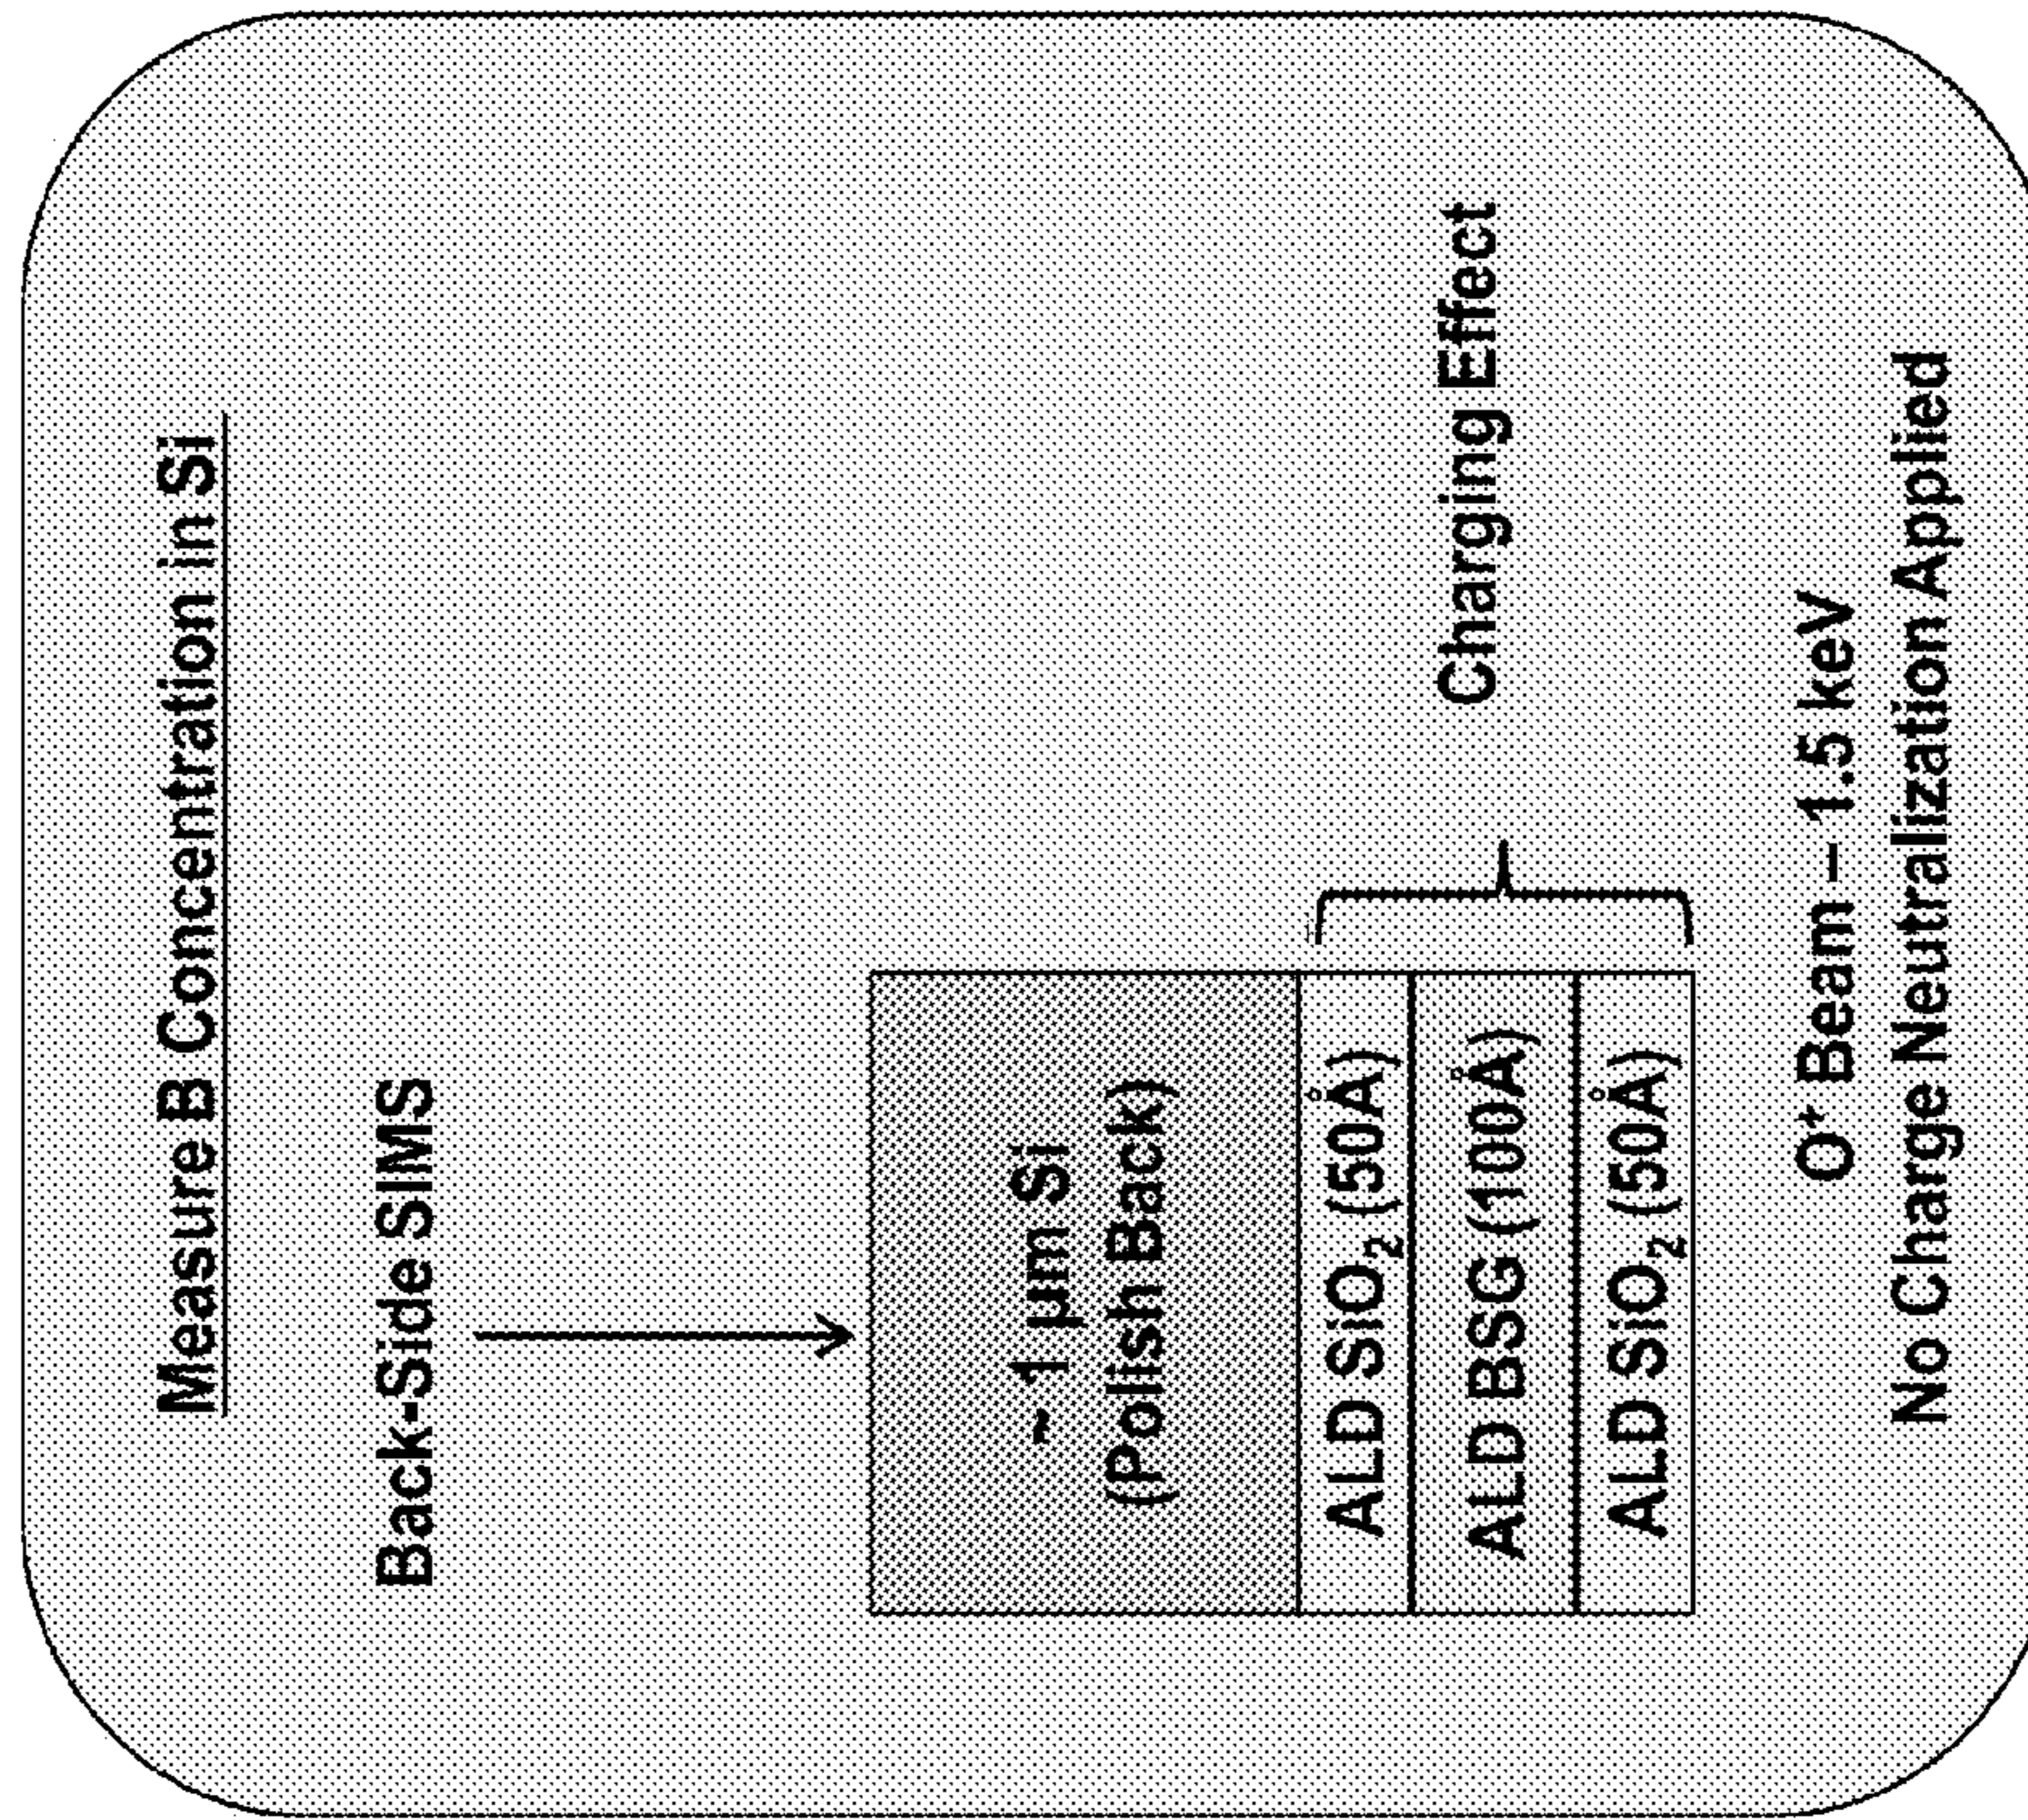 Measure B Concentration in Si
Back-Side SIMS
~ 1 µm Si
(Polish Back)
ALD SiO₂ (50Å)
ALD BSG (100Å)
ALD SiO₂ (50Å)
Charging Effect
O⁺ Beam – 1.5 keV
No Charge Neutralization Applied